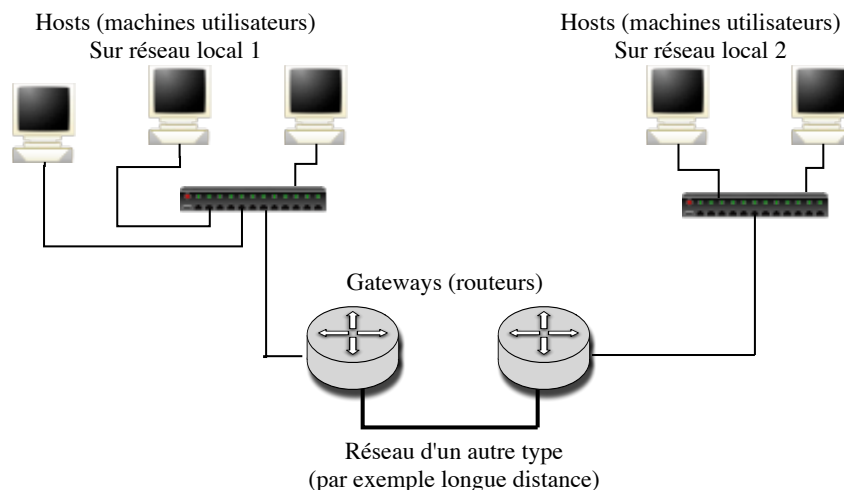 Hosts (machines utilisateurs)
Sur réseau local 1
Hosts (machines utilisateurs)
Sur réseau local 2
Gateways (routeurs)
Réseau d'un autre type
(par exemple longue distance)